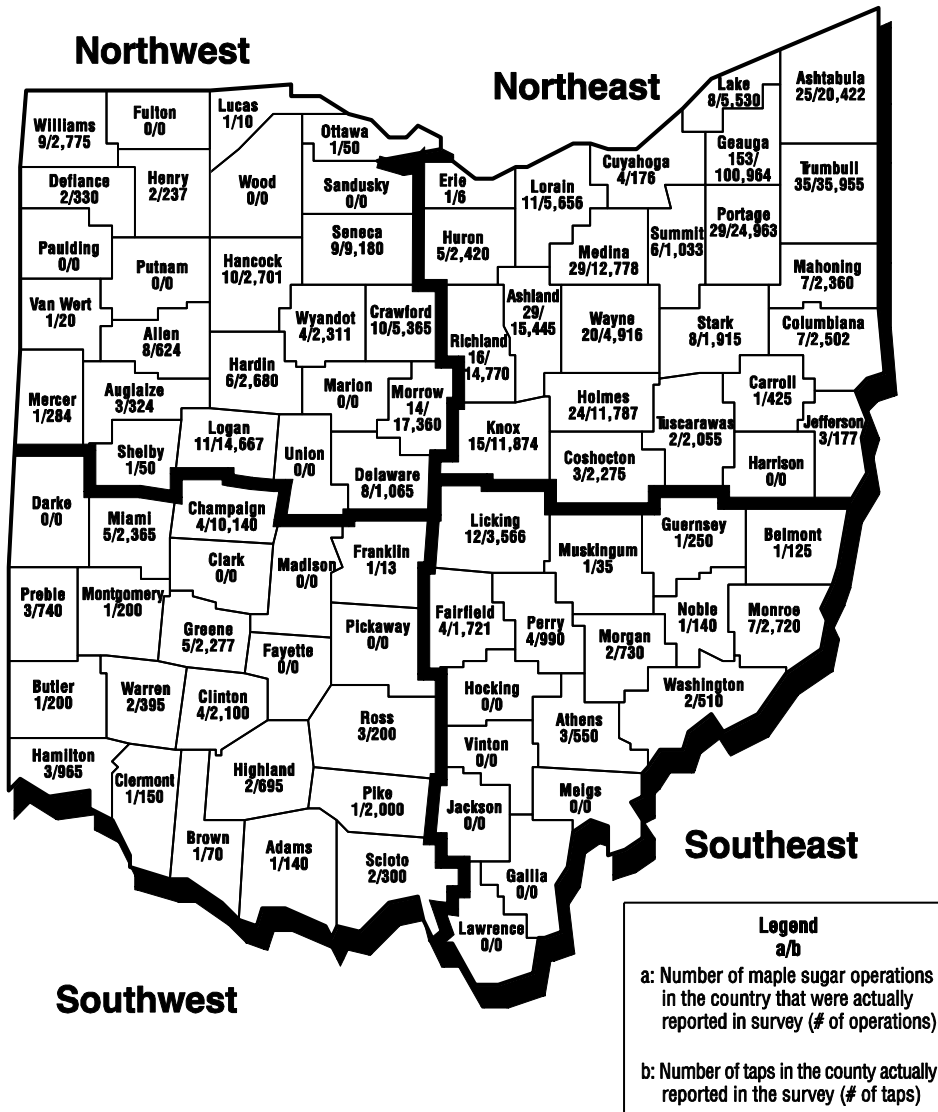 Northwest
Northeast
Williams
9/2,775
Fulton
0/0
Lucas
1/10
Ottawa
1/50
Defiance
2/330
Henry
2/237
Wood
0/0
Sandusky
0/0
Seneca
9/9,180
Paulding
0/0
Putnam
0/0
Hancock
10/2,701
Van Wert
1/20
Allen
8/624
Wyandot
4/2,311
Crawford
10/5,365
Hardin
6/2,680
Mercer
1/284
Auglaize
3/324
Marion
0/0
Morrow
14/
17,360
Logan
11/14,667
Shelby
1/50
Union
0/0
Delaware
8/1,065
Lake
8/5,530
Ashtabula
25/20,422
Geauga
153/
100,964
Cuyahoga
4/176
Trumbull
35/35,955
Erie
1/6
Lorain
11/5,656
Huron
5/2,420
Medina
29/12,778
Summit
6/1,033
Portage
29/24,963
Mahoning
7/2,360
Ashland
29/
15,445
Richland
16/
14,770
Wayne
20/4,916
Stark
8/1,915
Columbiana
7/2,502
Carroll
1/425
Holmes
24/11,787
Tuscarawas
2/2,055
Jefferson
3/177
Knox
15/11,874
Coshocton
3/2,275
Harrison
0/0
Darke
0/0
Miami
5/2,365
Champaign
4/10,140
Clark
0/0
Madison
0/0
Franklin
1/13
Preble
3/740
Montgomery
1/200
Greene
5/2,277
Fayette
0/0
Pickaway
0/0
Butler
1/200
Warren
2/395
Clinton
4/2,100
Ross
3/200
Hamilton
3/965
Clermont
1/150
Highland
2/695
Pike
1/2,000
Brown
1/70
Adams
1/140
Scioto
2/300
Licking
12/3,566
Muskingum
1/35
Guernsey
1/250
Belmont
1/125
Fairfield
4/1,721
Perry
4/990
Morgan
2/730
Noble
1/140
Monroe
7/2,720
Hocking
0/0
Athens
3/550
Washington
2/510
Vinton
0/0
Meigs
0/0
Jackson
0/0
Gallia
0/0
Lawrence
0/0
Southeast
Southwest
Legend
a/b
a: Number of maple sugar operations
in the country that were actually
reported in survey (# of operations)
b: Number of taps in the county actually
reported in the survey (# of taps)